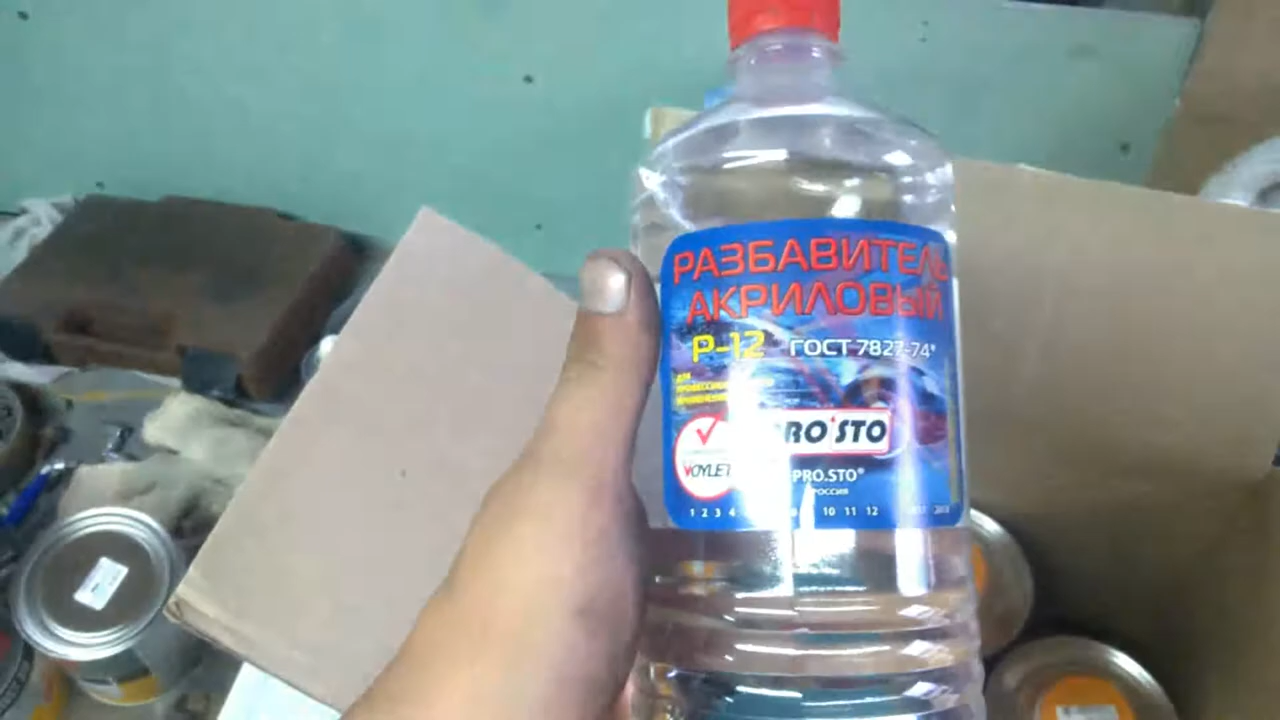 РАЗБАВИТЕЛЬ
АКРИЛОВЫЙ
Р-12 ГОСТ 7827-74*
ДЛЯ
VOYLET
PRO'STO
PRO.STO®
РОССИЯ
1 2 3 4 10 11 12